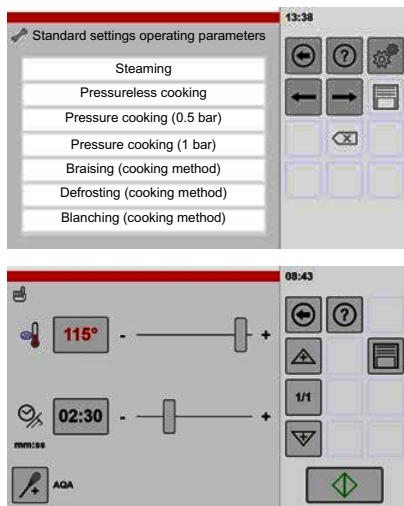 13:38
Standard settings operating parameters
Steaming
Pressureless cooking
Pressure cooking (0.5 bar)
Pressure cooking (1 bar)
Braising (cooking method)
Defrosting (cooking method)
Blanching (cooking method)
08:43
115°
- +
1/1
02:30
- +
mm:ss
AQA